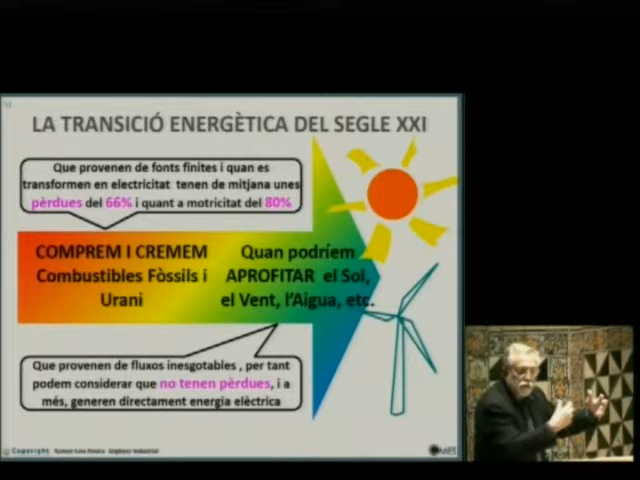 LA TRANSICIÓ ENERGÈTICA DEL SEGLE XXI
Que provenen de fonts finites i quan es
transformen en electricitat tenen de mitjana unes
pèrdues del 66% i quant a motricitat del 80%
COMPREM I CREMEM
Combustibles Fòssils i
Urani
Quan podríem
APROFITAR el Sol,
el Vent, l'Aigua, etc.
Que provenen de fluxos inesgotables , per tant
podem considerar que no tenen pèrdues, i a
més, generen directament energia elèctrica
Copyright